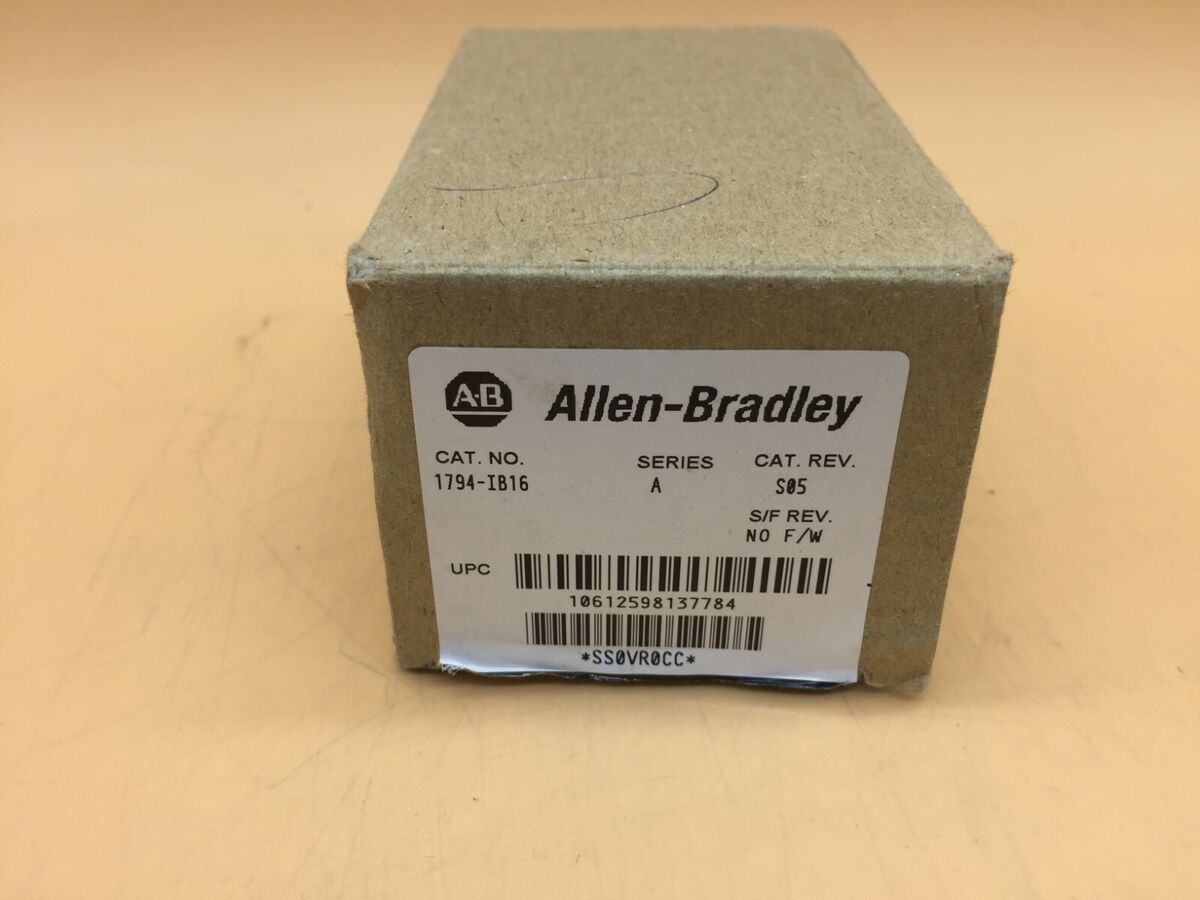 A-B Allen-Bradley
CAT. NO. SERIES CAT. REV.
1794-IB16 A S05
S/F REV.
NO F/W
UPC
10612598137784
*SS0VR0CC*